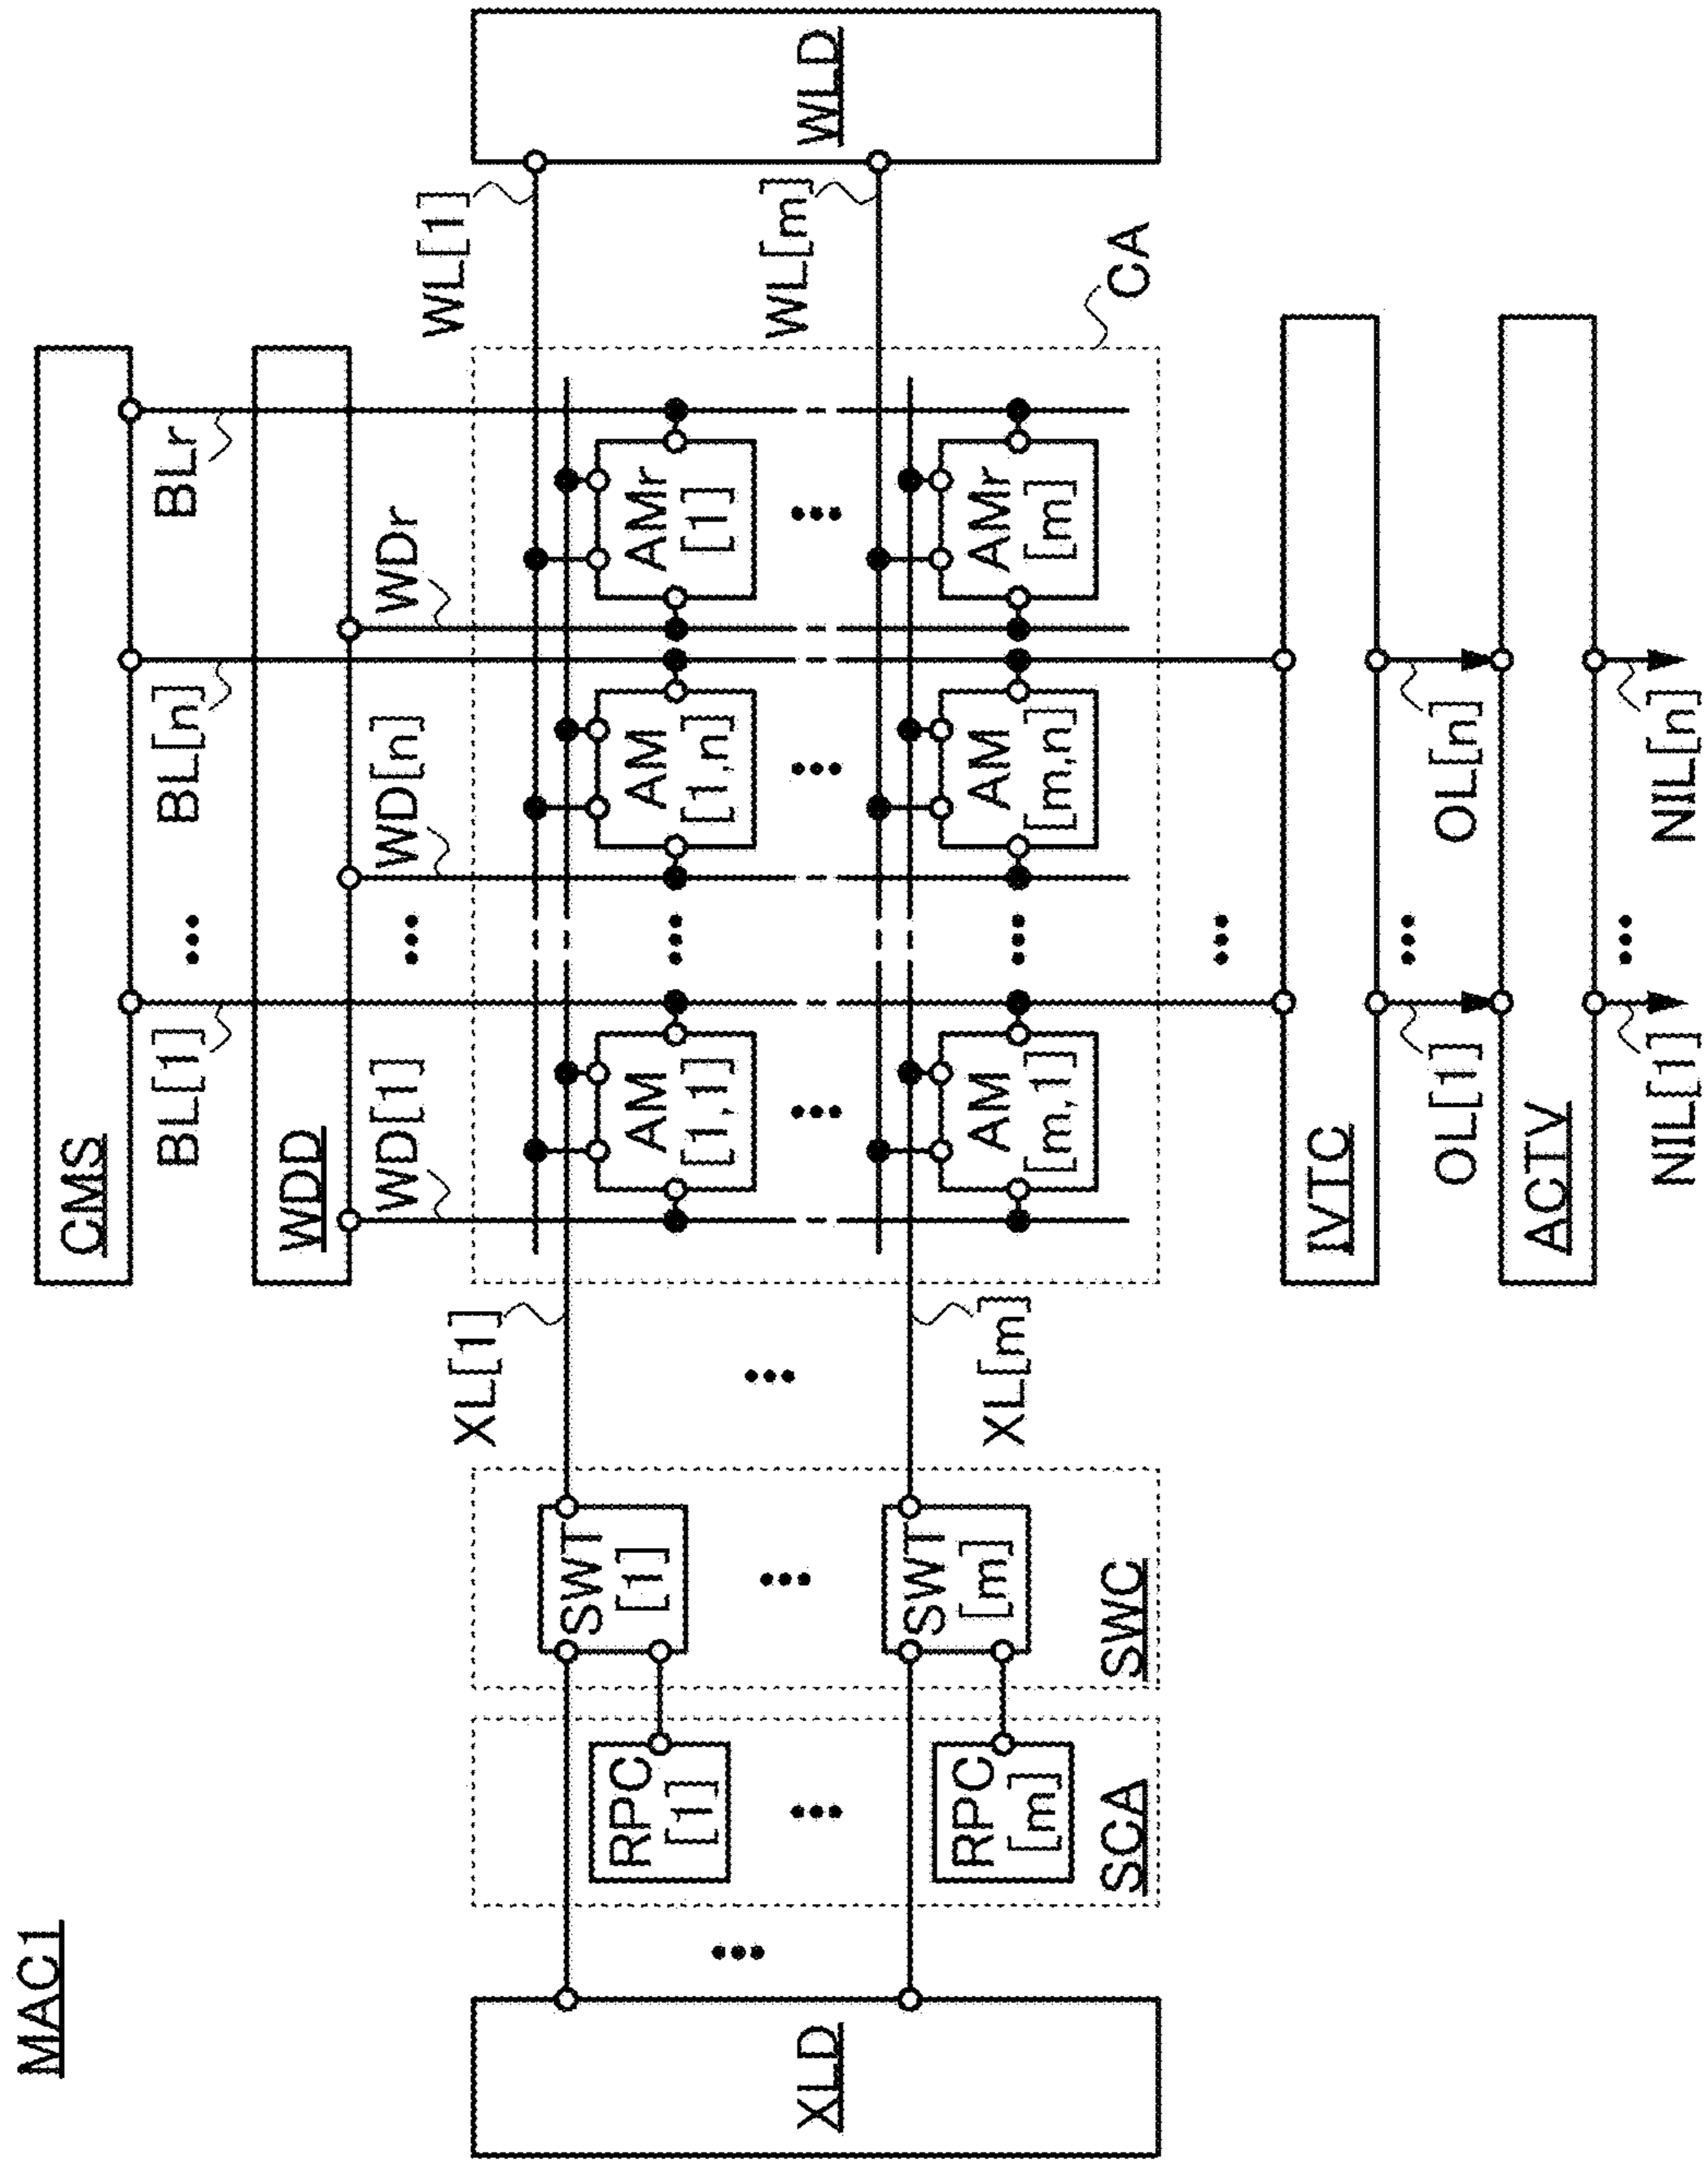 MAC1
CMS
BL[1]
BL[n]
BLr
WDD
WD[1]
WD[n]
WDr
XL[1]
WL[1]
XLD
RPC
[1]
SWT
[1]
AM
[1,1]
AM
[1,n]
AMr
[1]
WLD
WL[m]
RPC
[m]
SWT
[m]
XL[m]
AM
[m,1]
AM
[m,n]
AMr
[m]
SCA
SWC
CA
IVTC
OL[1]
OL[n]
ACTV
NIL[1]
NIL[n]